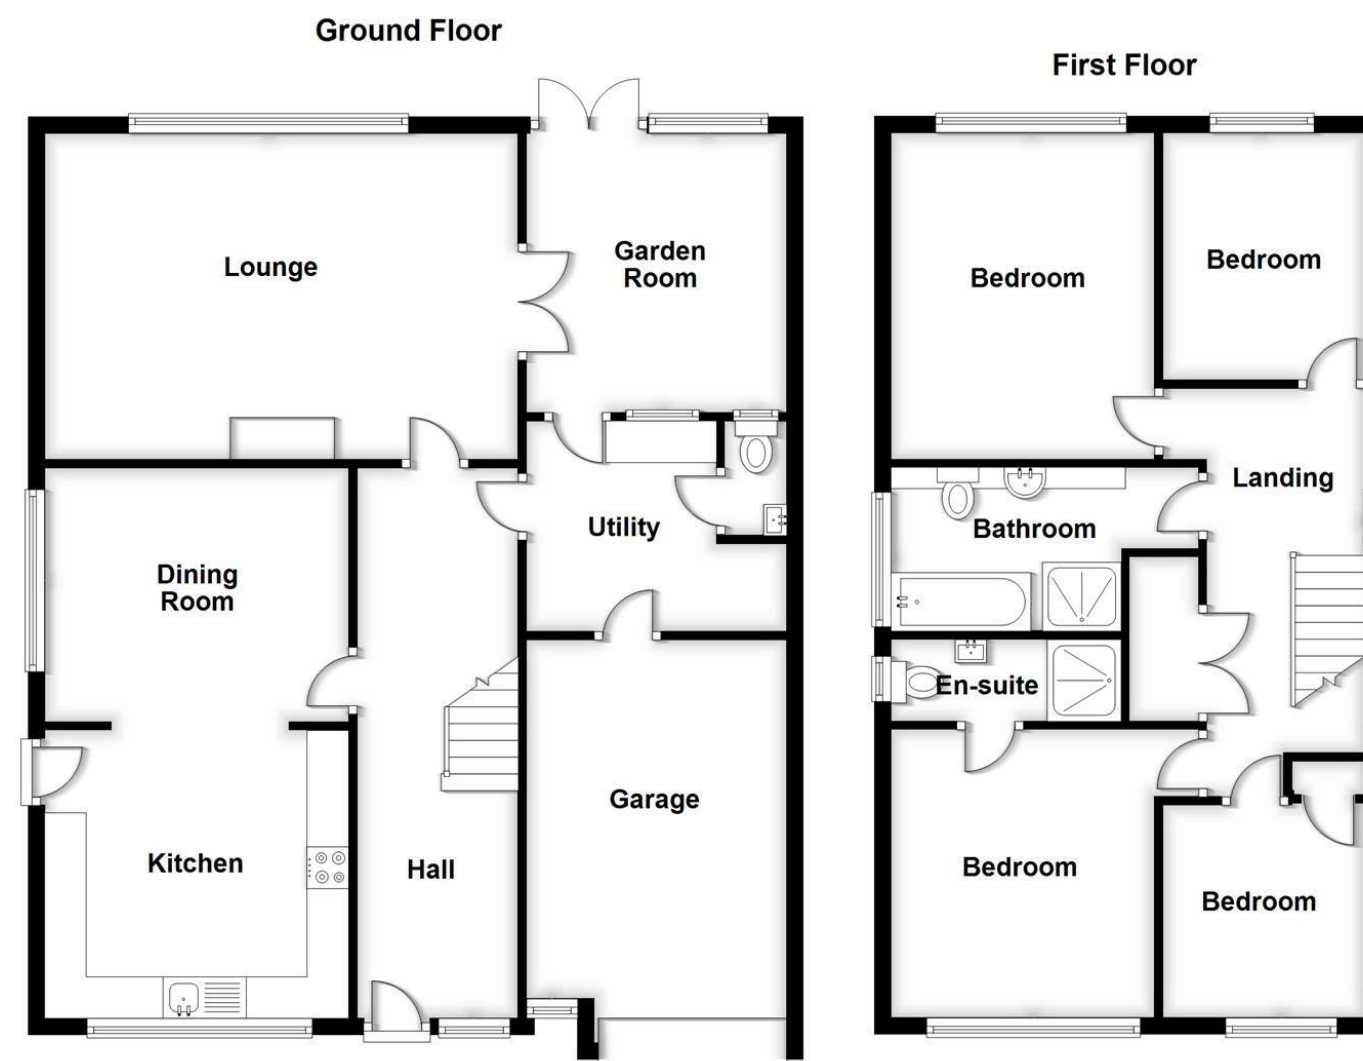 Ground Floor
Lounge
Garden
Room
Dining
Room
Utility
Kitchen
Hall
Garage
First Floor
Bedroom
Bedroom
Landing
Bathroom
En-suite
Bedroom
Bedroom